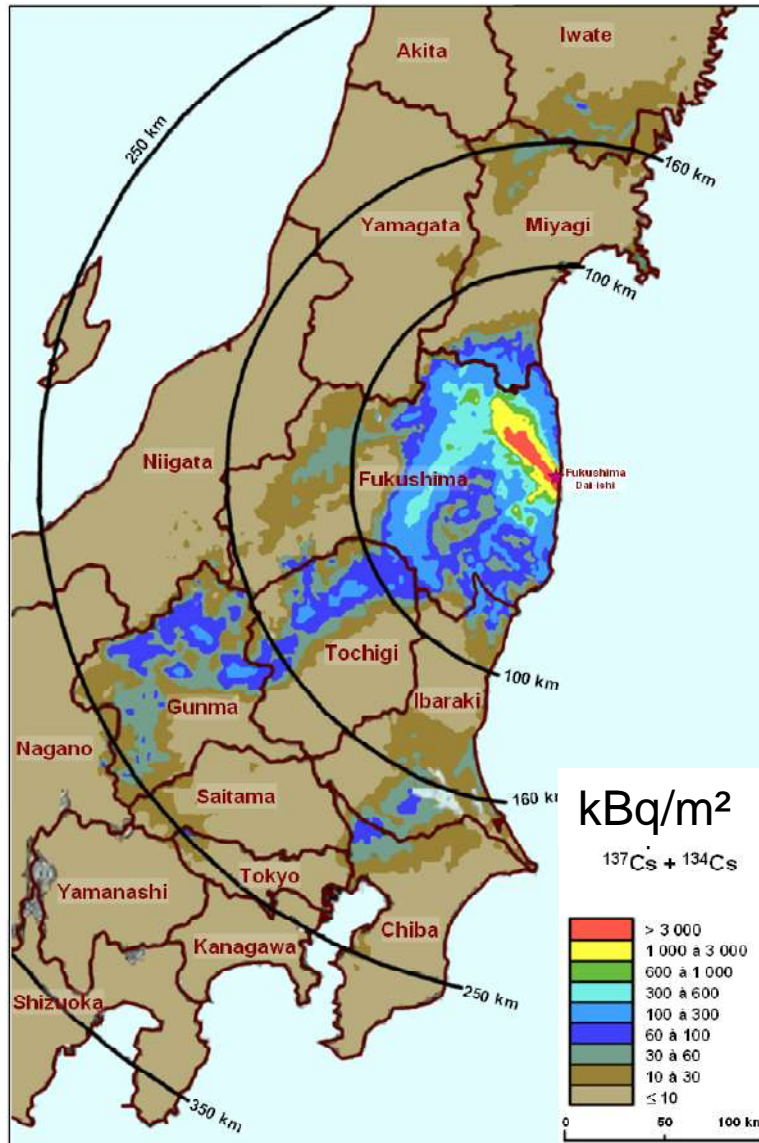 Iwate
Akita
250 km
160 km
Yamagata
Miyagi
100 km
Niigata
Fukushima
Fukushima
Dai-ichi
Tochigi
100 km
Ibaraki
Gunma
Nagano
Saitama
160 km
kBq/m²
¹³⁷Cs + ¹³⁴Cs
Tokyo
Yamanashi
Chiba
Kanagawa
250 km
Shizuoka
350 km
> 3 000
1 000 à 3 000
600 à 1 000
300 à 600
100 à 300
60 à 100
30 à 60
10 à 30
≤ 10
0 50 100 km